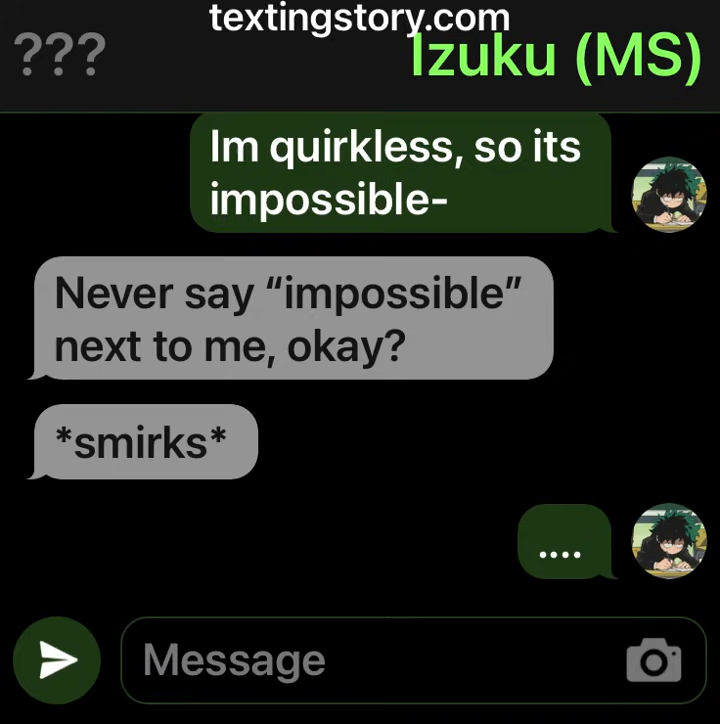 textingstory.com
???
Izuku (MS)
Im quirkless, so its
impossible-
Never say “impossible”
next to me, okay?
*smirks*
....
Message